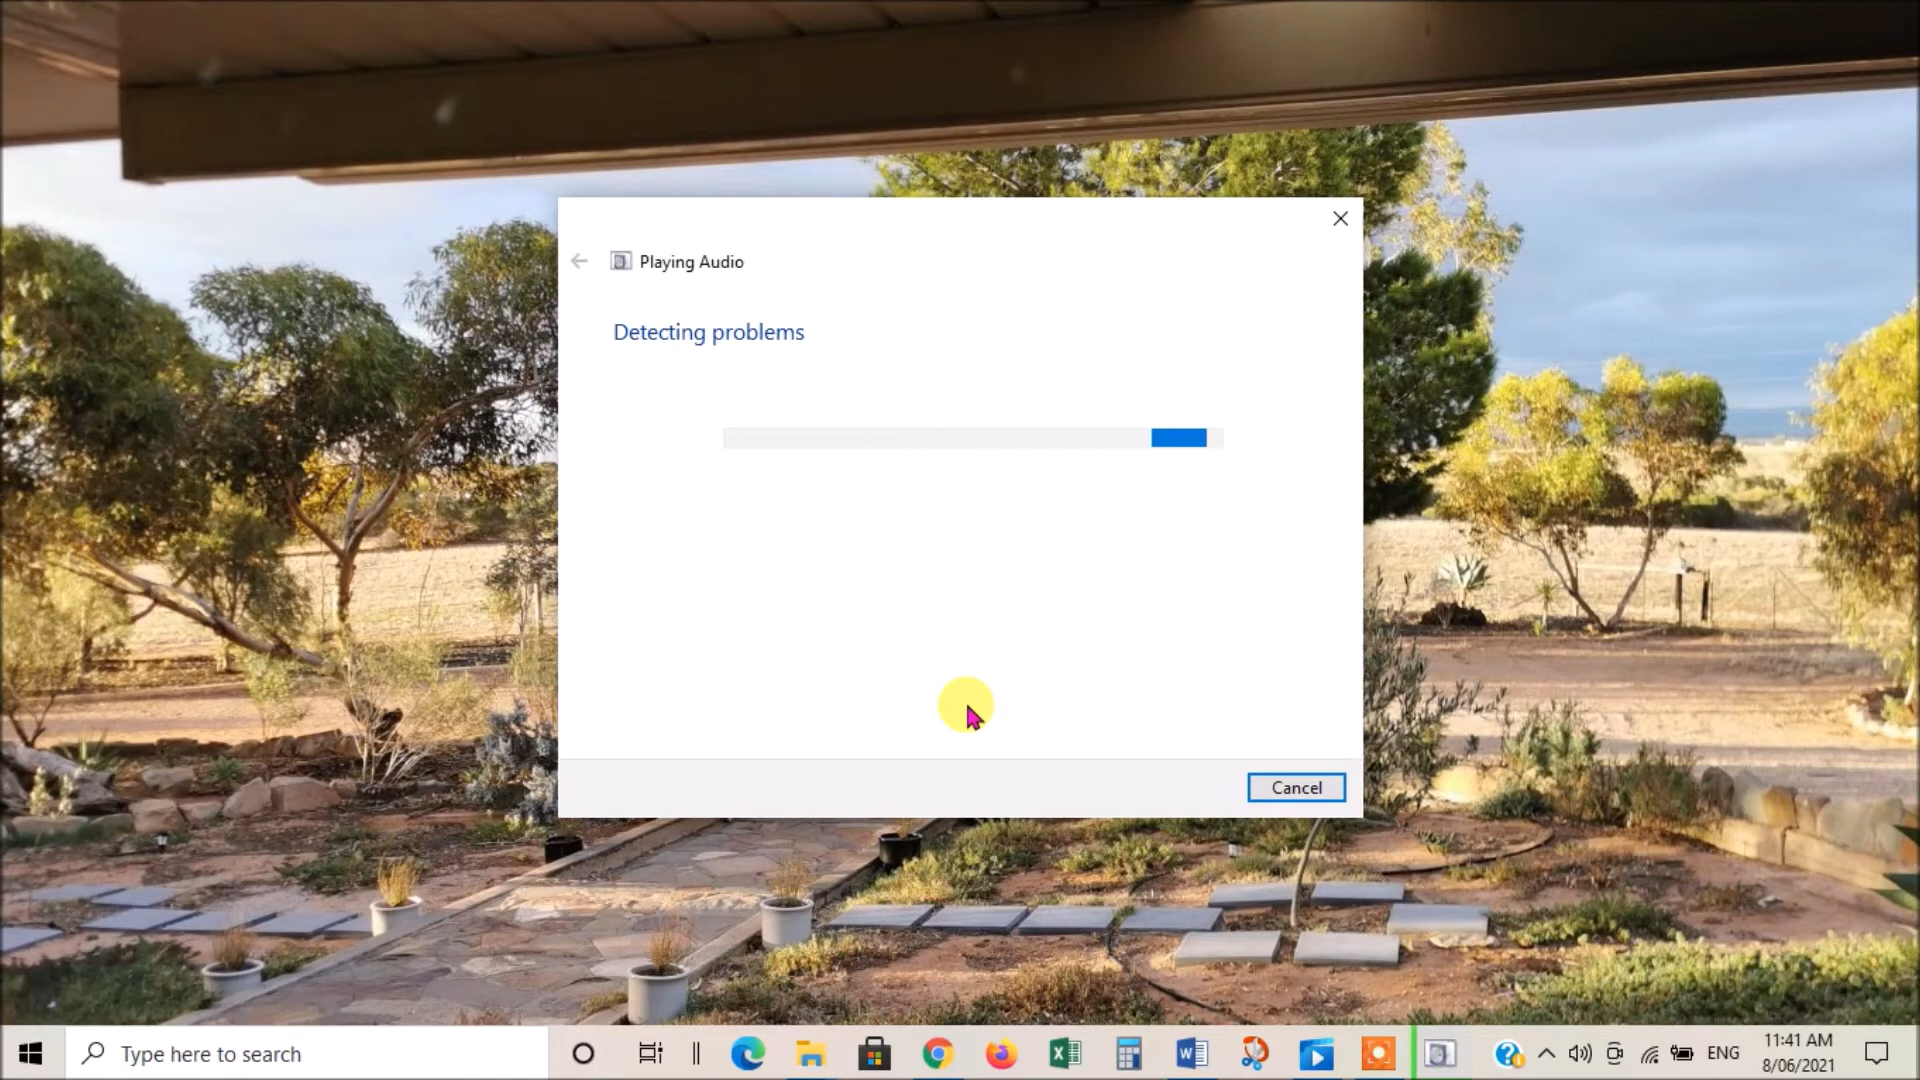 Playing Audio
Detecting problems
Cancel
Type here to search
ENG
11:41 AM
8/06/2021